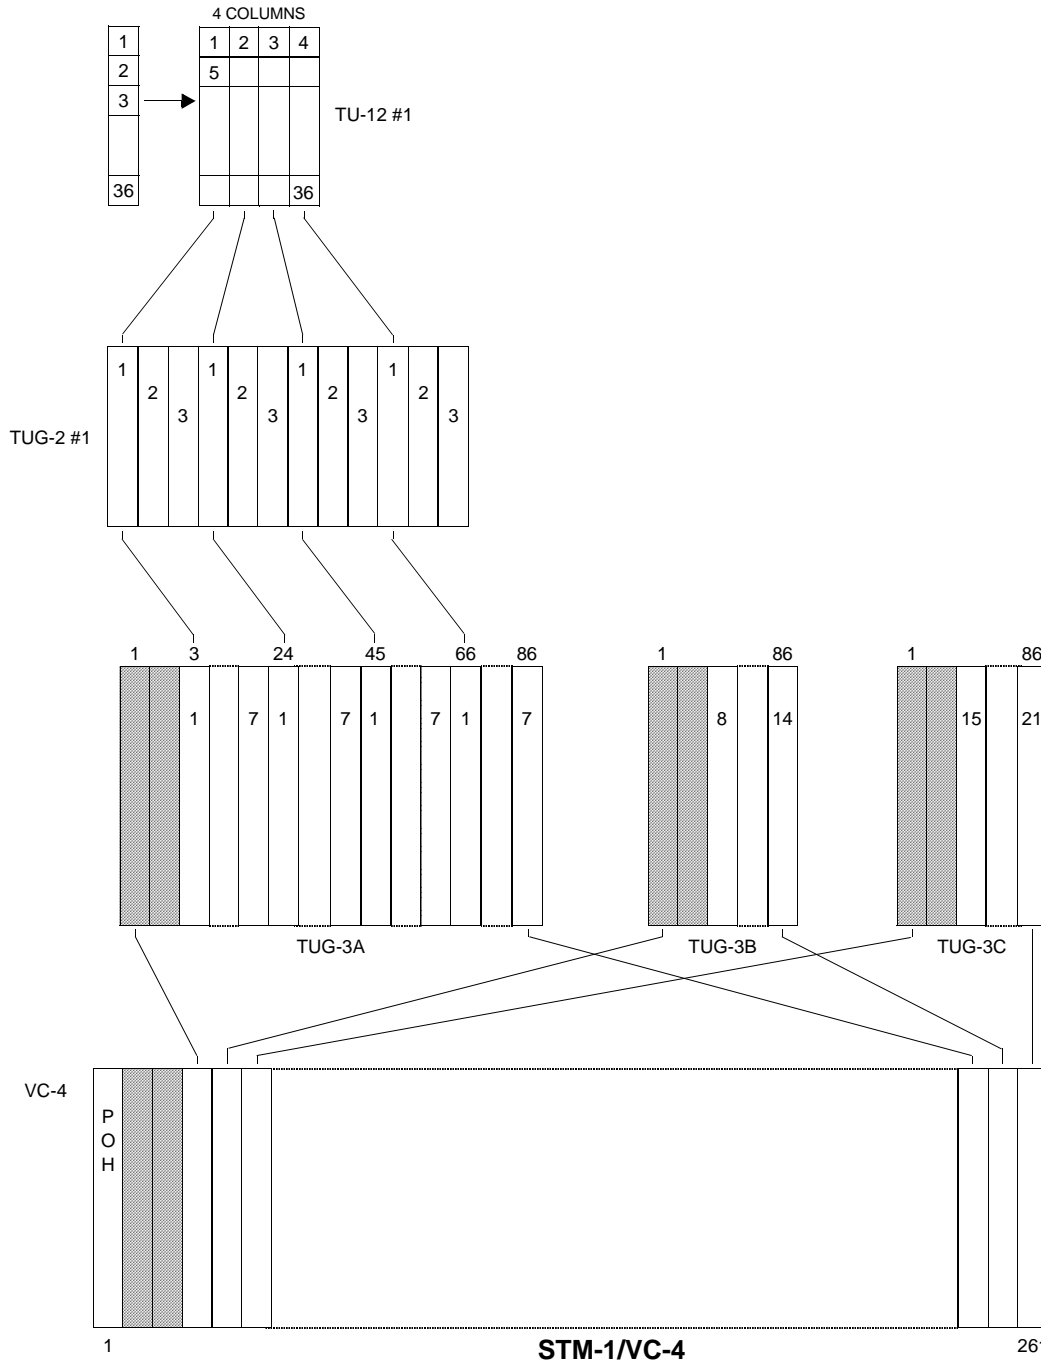 4 COLUMNS
1 1 2 3 4
2 5
3
TU-12 #1
36 36
1 1 1 1
2 2 2 2
3 3 3 3
TUG-2 #1
1 3 24 45 66 86 1 86 1 86
1 7 1 7 1 7 1 7 8 14 15 21
TUG-3A TUG-3B TUG-3C
VC-4
P
O
H
1 STM-1/VC-4 261